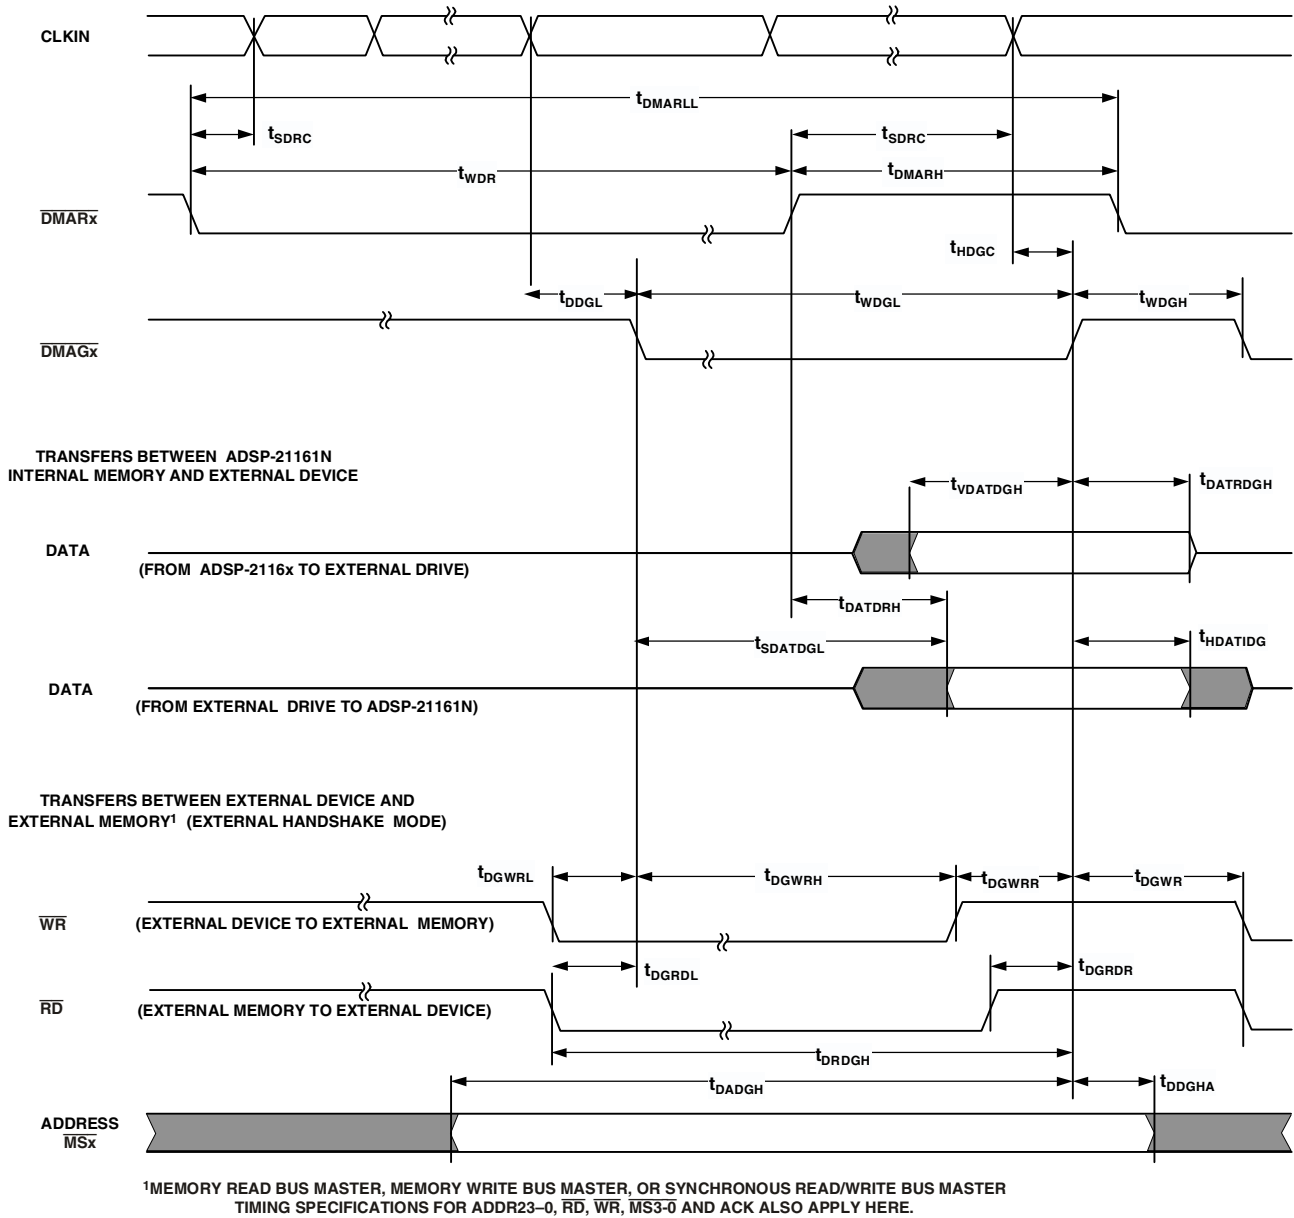 CLKIN
tDMARLL
tSDRC
tSDRC
tWDR
tDMARH
DMARx
tHDGC
tDDGL
tWDGL
tWDGH
DMAGx
TRANSFERS BETWEEN ADSP-21161N
INTERNAL MEMORY AND EXTERNAL DEVICE
tVDATDGH
tDATRDGH
DATA
(FROM ADSP-2116x TO EXTERNAL DRIVE)
tDATDRH
tSDATDGL
tHDATIDG
DATA
(FROM EXTERNAL DRIVE TO ADSP-21161N)
TRANSFERS BETWEEN EXTERNAL DEVICE AND
EXTERNAL MEMORY1 (EXTERNAL HANDSHAKE MODE)
tDGWRL
tDGWRH
tDGWRR
tDGWR
WR
(EXTERNAL DEVICE TO EXTERNAL MEMORY)
tDGRDL
tDGRDR
RD
(EXTERNAL MEMORY TO EXTERNAL DEVICE)
tDRDGH
tDADGH
tDDGHA
ADDRESS
MSx
1MEMORY READ BUS MASTER, MEMORY WRITE BUS MASTER, OR SYNCHRONOUS READ/WRITE BUS MASTER
TIMING SPECIFICATIONS FOR ADDR23–0, RD, WR, MS3-0 AND ACK ALSO APPLY HERE.